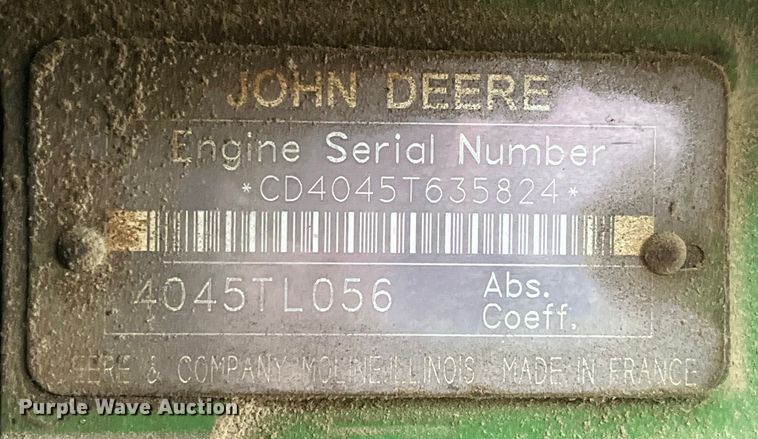 JOHN DEERE
Engine Serial Number
*CD4045T635824*
4045TL056
Abs.
Coeff.
DEERE & COMPANY MOLINE ILLINOIS MADE IN FRANCE
Purple Wave Auction